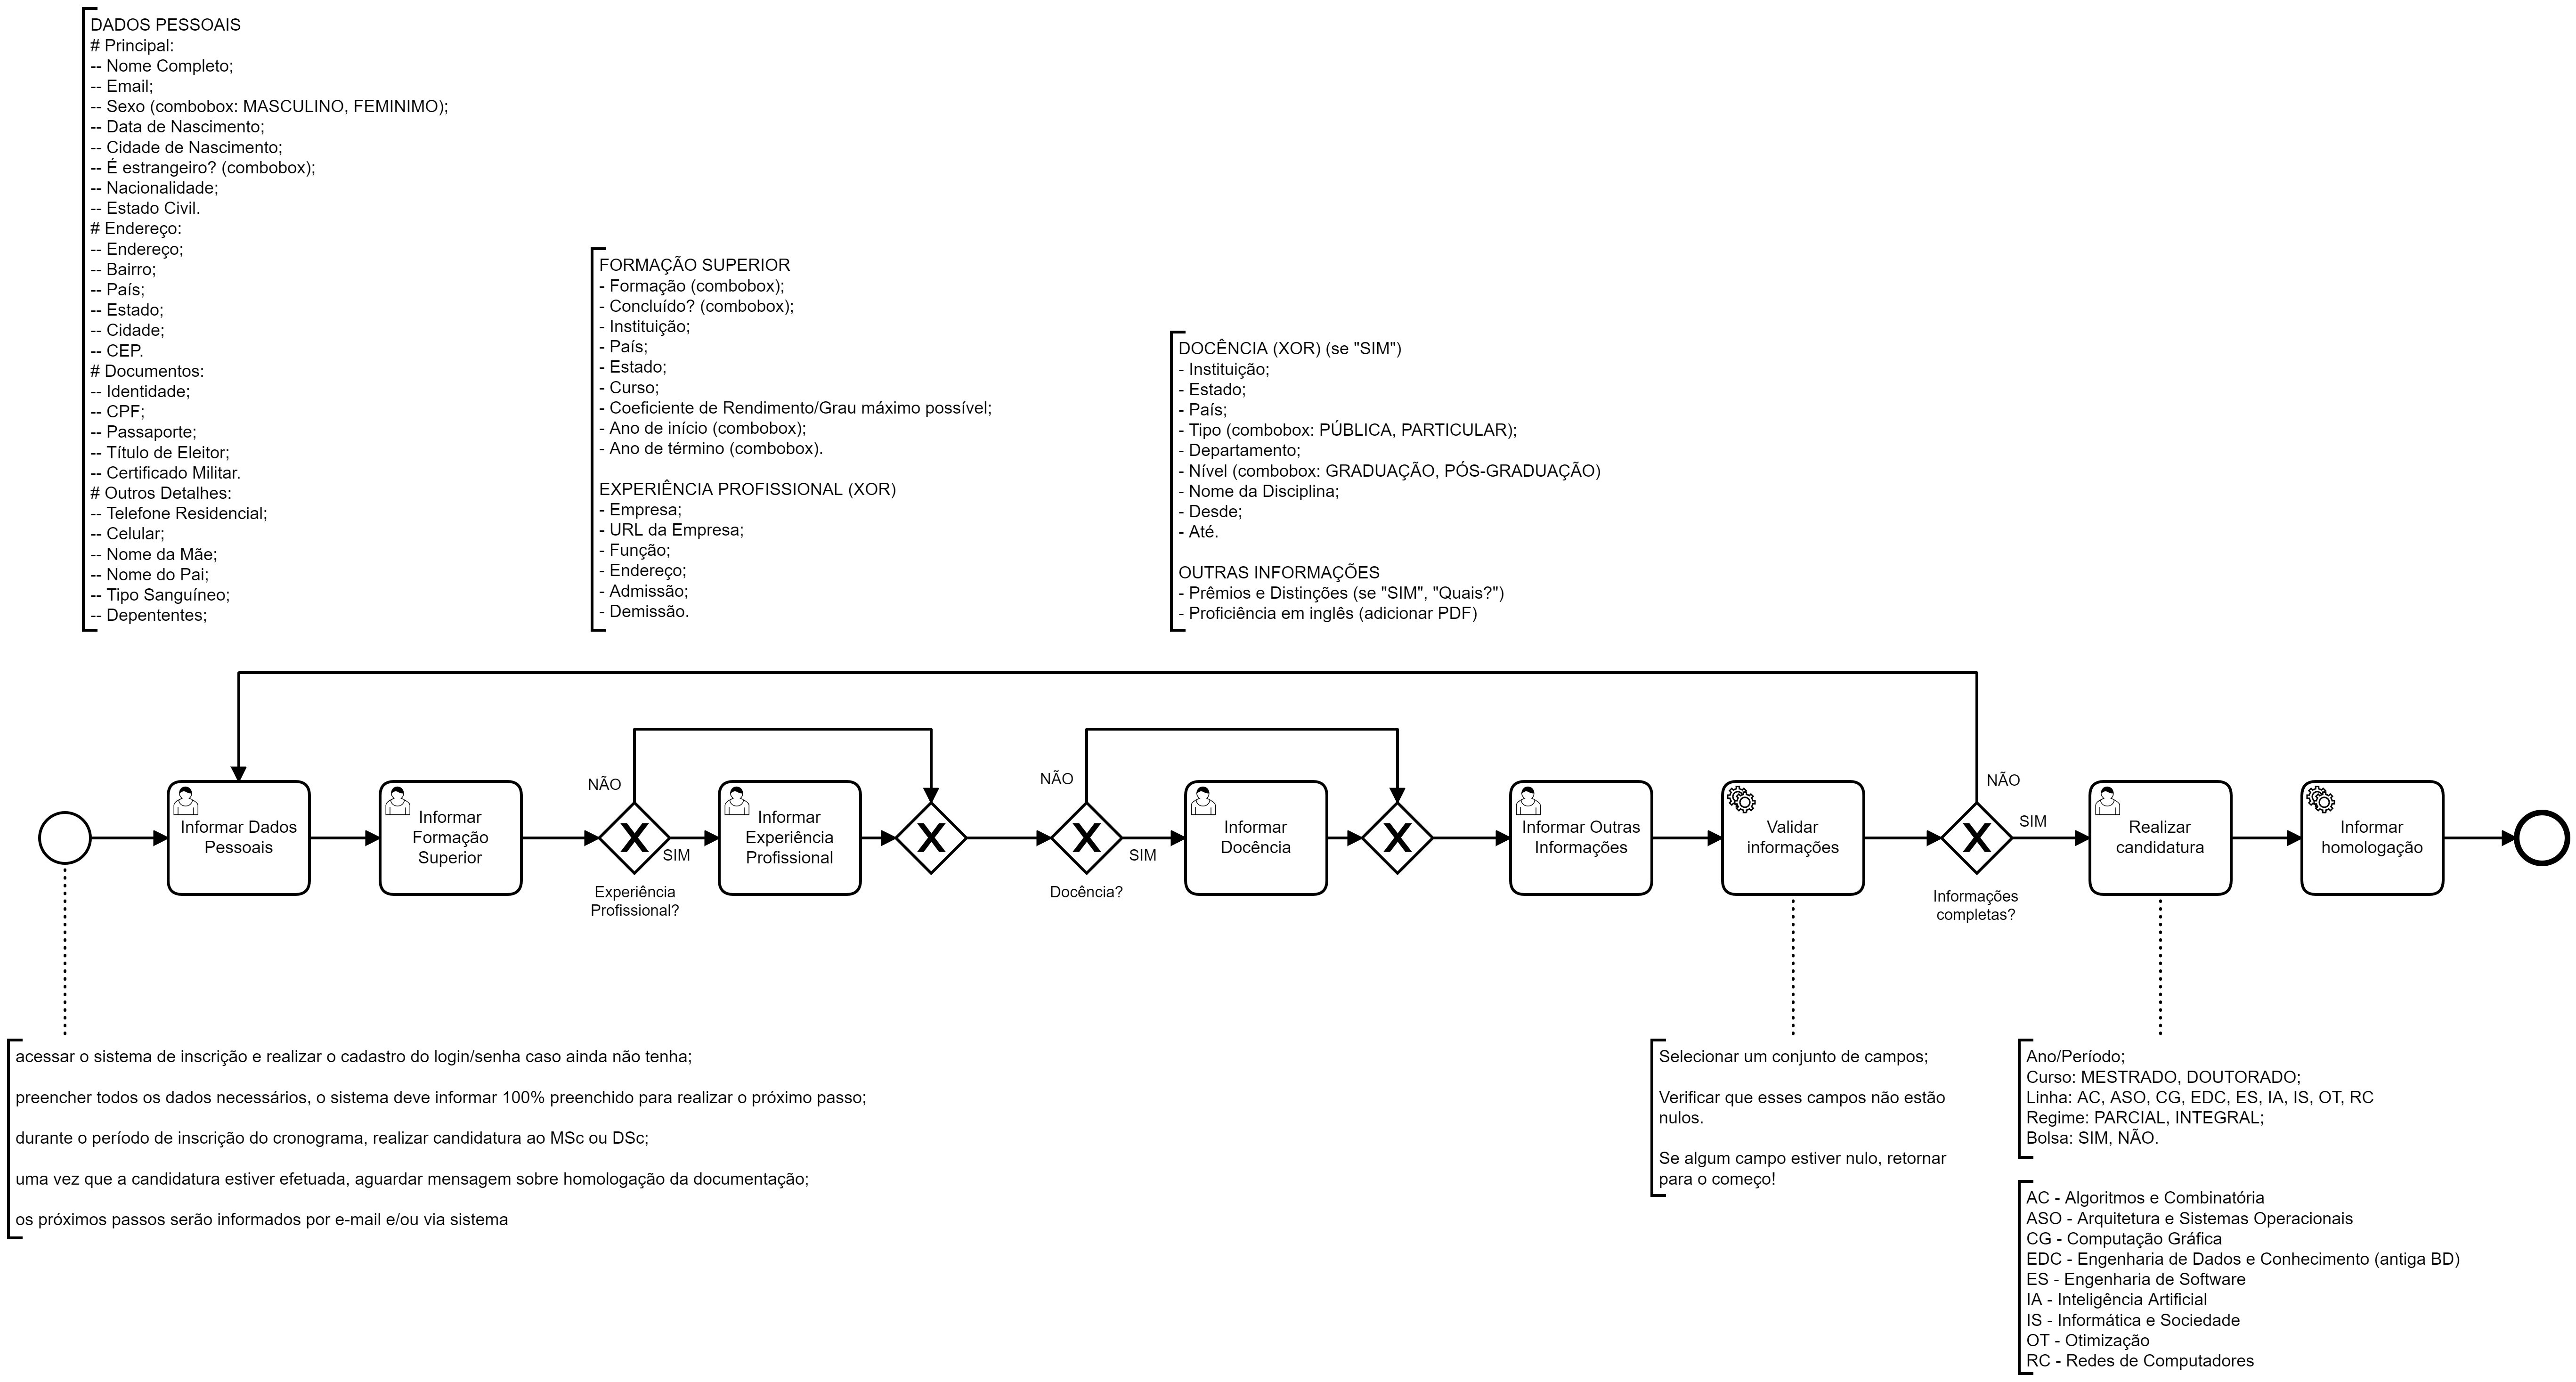 DADOS PESSOAIS
# Principal:
-- Nome Completo;
-- Email;
-- Sexo (combobox: MASCULINO, FEMINIMO);
-- Data de Nascimento;
-- Cidade de Nascimento;
-- É estrangeiro? (combobox);
-- Nacionalidade;
-- Estado Civil.
# Endereço:
-- Endereço;
-- Bairro;
-- País;
-- Estado;
-- Cidade;
-- CEP.
# Documentos:
-- Identidade;
-- CPF;
-- Passaporte;
-- Título de Eleitor;
-- Certificado Militar.
# Outros Detalhes:
-- Telefone Residencial;
-- Celular;
-- Nome da Mãe;
-- Nome do Pai;
-- Tipo Sanguíneo;
-- Depententes;
FORMAÇÃO SUPERIOR
- Formação (combobox);
- Concluído? (combobox);
- Instituição;
- País;
- Estado;
- Curso;
- Coeficiente de Rendimento/Grau máximo possível;
- Ano de início (combobox);
- Ano de término (combobox).
EXPERIÊNCIA PROFISSIONAL (XOR)
- Empresa;
- URL da Empresa;
- Função;
- Endereço;
- Admissão;
- Demissão.
DOCÊNCIA (XOR) (se "SIM")
- Instituição;
- Estado;
- País;
- Tipo (combobox: PÚBLICA, PARTICULAR);
- Departamento;
- Nível (combobox: GRADUAÇÃO, PÓS-GRADUAÇÃO)
- Nome da Disciplina;
- Desde;
- Até.
OUTRAS INFORMAÇÕES
- Prêmios e Distinções (se "SIM", "Quais?")
- Proficiência em inglês (adicionar PDF)
Informar Dados
Pessoais
Informar
Formação
Superior
NÃO
SIM
Experiência
Profissional?
Informar
Experiência
Profissional
NÃO
SIM
Docência?
Informar
Docência
Informar Outras
Informações
Validar
informações
NÃO
SIM
Informações
completas?
Realizar
candidatura
Informar
homologação
acessar o sistema de inscrição e realizar o cadastro do login/senha caso ainda não tenha;
preencher todos os dados necessários, o sistema deve informar 100% preenchido para realizar o próximo passo;
durante o período de inscrição do cronograma, realizar candidatura ao MSc ou DSc;
uma vez que a candidatura estiver efetuada, aguardar mensagem sobre homologação da documentação;
os próximos passos serão informados por e-mail e/ou via sistema
Selecionar um conjunto de campos;
Verificar que esses campos não estão
nulos.
Se algum campo estiver nulo, retornar
para o começo!
Ano/Período;
Curso: MESTRADO, DOUTORADO;
Linha: AC, ASO, CG, EDC, ES, IA, IS, OT, RC
Regime: PARCIAL, INTEGRAL;
Bolsa: SIM, NÃO.
AC - Algoritmos e Combinatória
ASO - Arquitetura e Sistemas Operacionais
CG - Computação Gráfica
EDC - Engenharia de Dados e Conhecimento (antiga BD)
ES - Engenharia de Software
IA - Inteligência Artificial
IS - Informática e Sociedade
OT - Otimização
RC - Redes de Computadores